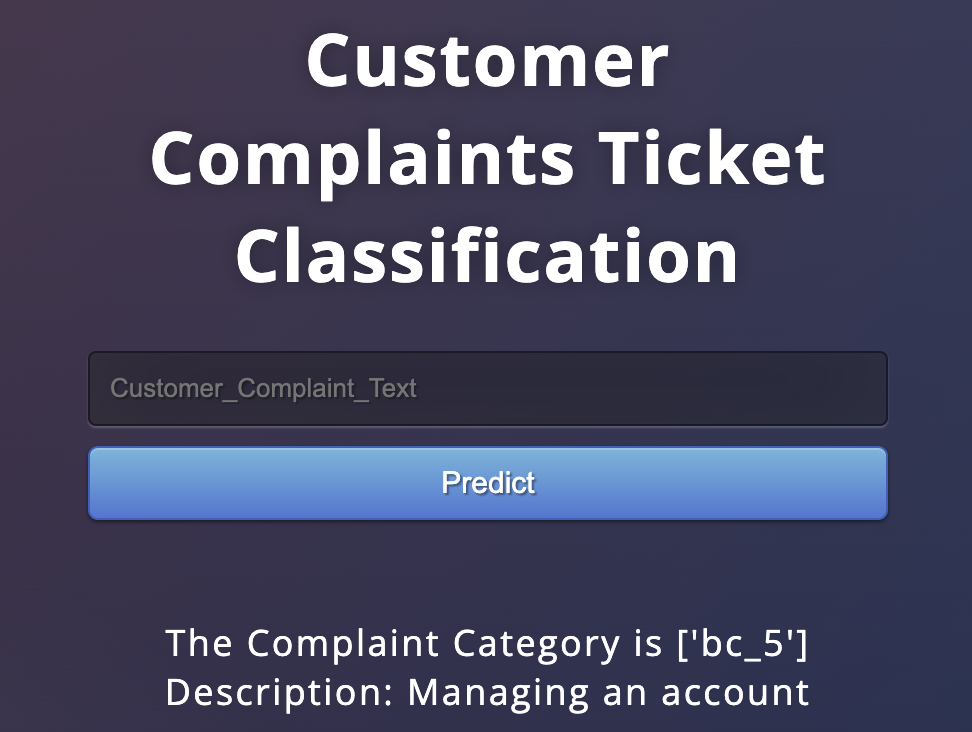 Customer
Complaints Ticket
Classification
Customer_Complaint_Text
Predict
The Complaint Category is ['bc_5']
Description: Managing an account